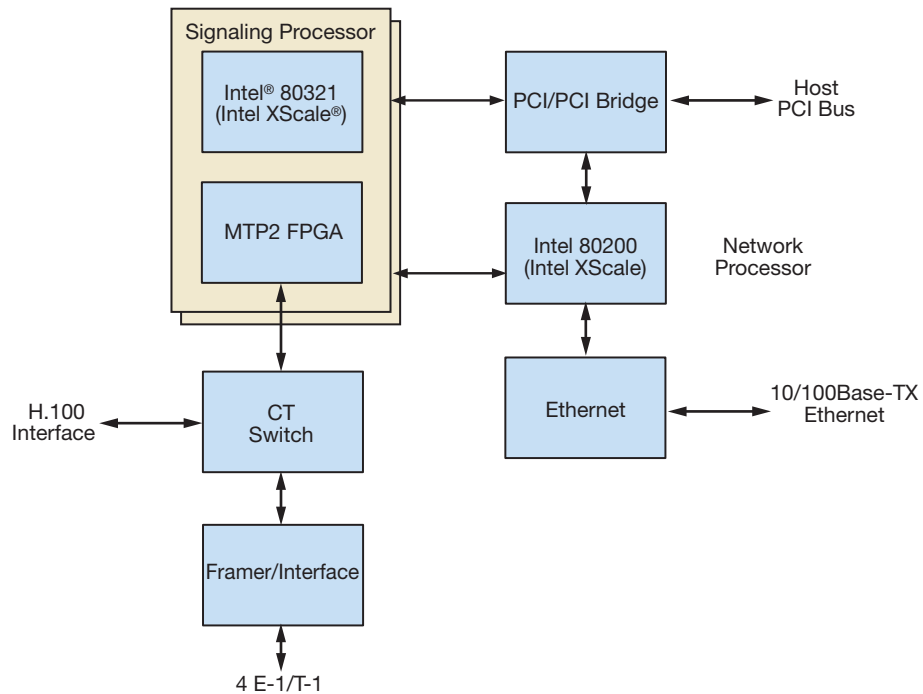 Signaling Processor
Intel® 80321
(Intel XScale®)
PCI/PCI Bridge
Host
PCI Bus
MTP2 FPGA
Intel 80200
(Intel XScale)
Network
Processor
H.100
Interface
CT
Switch
Ethernet
10/100Base-TX
Ethernet
Framer/Interface
4 E-1/T-1